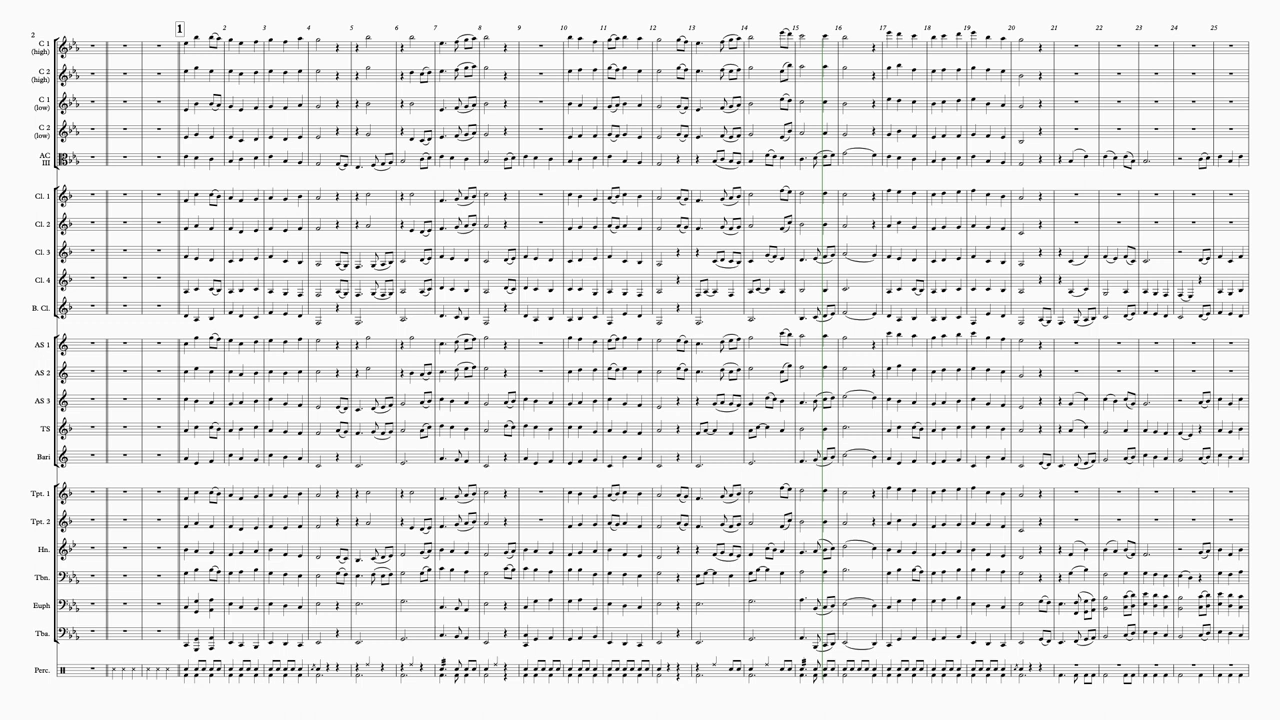 1 2 3 4 5 6 7 8 9 10 11 12 13 14 15 16 17 18 19 20 21 22 23 24 25
2
C 1
(high)
C 2
(high)
C 1
(low)
C 2
(low)
AC
III
Cl. 1
Cl. 2
Cl. 3
Cl. 4
B. Cl.
AS 1
AS 2
AS 3
TS
Bari
Tpt. 1
Tpt. 2
Hn.
Tbn.
Euph
Tba.
Perc.